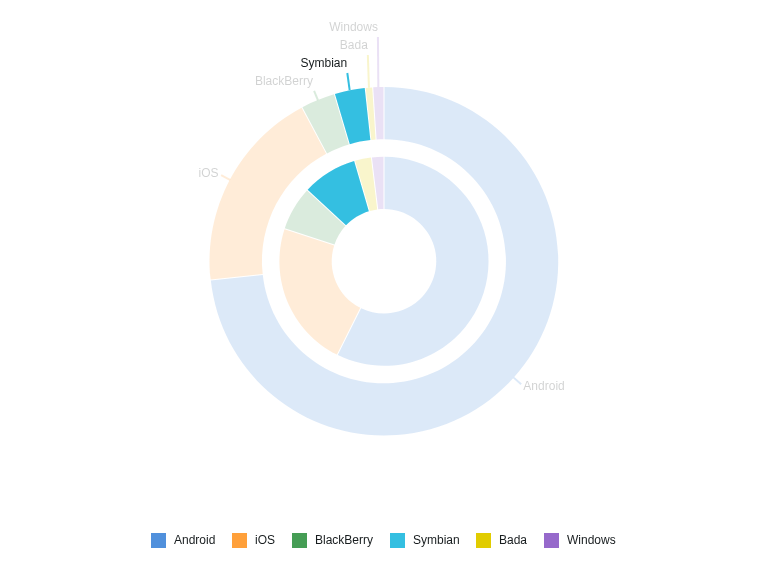 Windows
Bada
Symbian
BlackBerry
iOS
Android
Android iOS BlackBerry Symbian Bada Windows